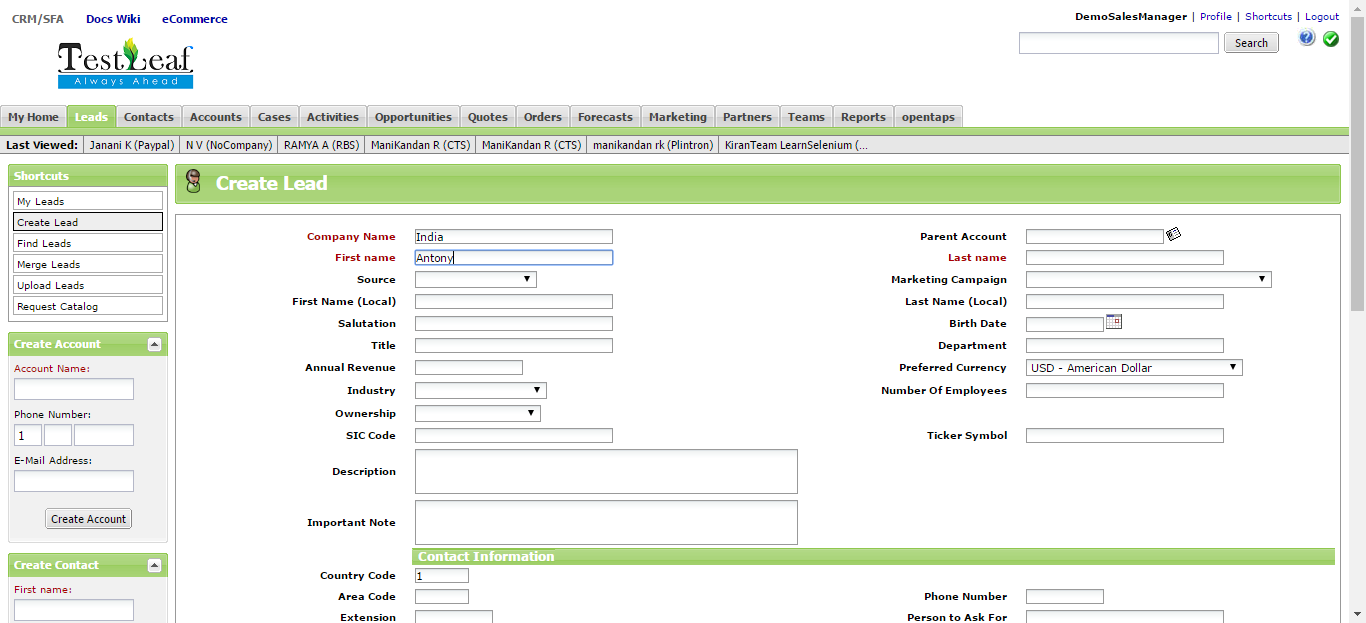 CRM/SFA Docs Wiki eCommerce
DemoSalesManager | Profile | Shortcuts | Logout
TestLeaf
Always Ahead
Search
?
My Home Leads Contacts Accounts Cases Activities Opportunities Quotes Orders Forecasts Marketing Partners Teams Reports opentaps
Last Viewed: Janani K (Paypal) N V (NoCompany) RAMYA A (RBS) ManiKandan R (CTS) ManiKandan R (CTS) manikandan rk (Plintron) KiranTeam LearnSelenium (...
Shortcuts
My Leads
Create Lead
Find Leads
Merge Leads
Upload Leads
Request Catalog
Create Account
Account Name:
Phone Number:
1
E-Mail Address:
Create Account
Create Contact
First name:
Create Lead
Company Name India Parent Account
First name Antony Last name
Source Marketing Campaign
First Name (Local) Last Name (Local)
Salutation Birth Date
Title Department
Annual Revenue Preferred Currency USD - American Dollar
Industry Number Of Employees
Ownership
SIC Code Ticker Symbol
Description
Important Note
Contact Information
Country Code 1
Area Code Phone Number
Extension Person to Ask For